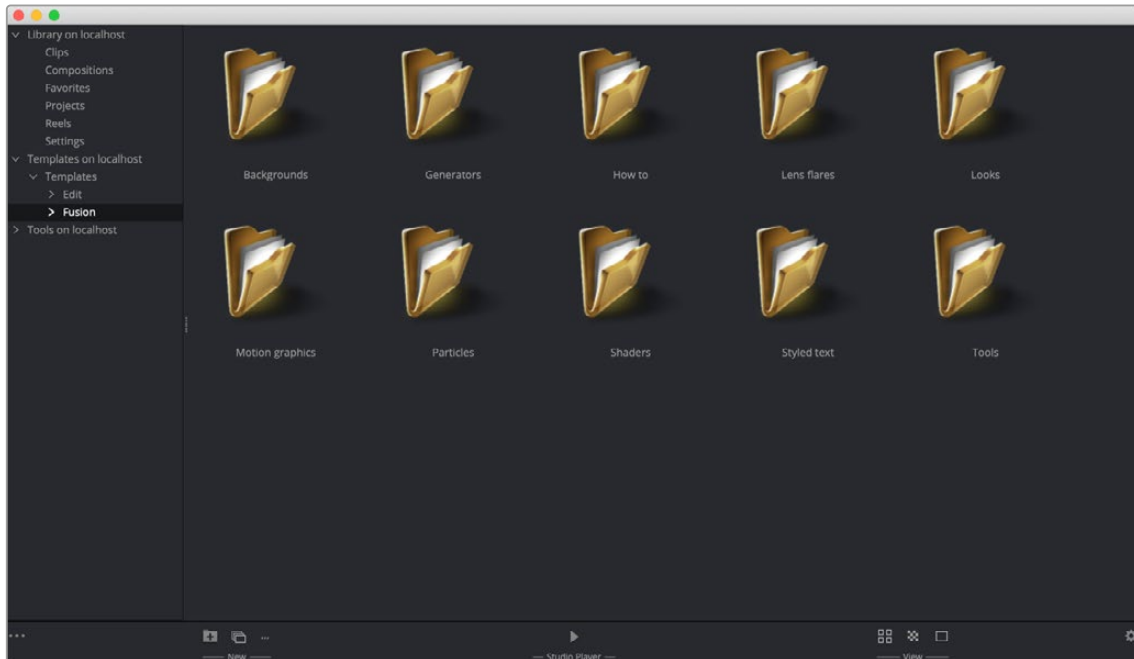 Library on localhost
Clips
Compositions
Favorites
Projects
Reels
Settings
Templates on localhost
Templates
Edit
Fusion
Tools on localhost
Backgrounds
Generators
How to
Lens flares
Looks
Motion graphics
Particles
Shaders
Styled text
Tools
New
Studio Player
View